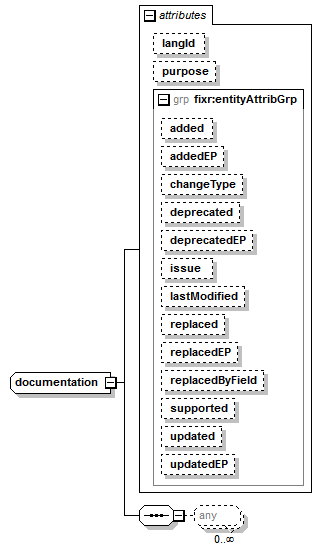 attributes
langId
purpose
grp fixr:entityAttribGrp
added
addedEP
changeType
deprecated
deprecatedEP
issue
lastModified
replaced
replacedEP
replacedByField
supported
updated
updatedEP
documentation
any
0..∞